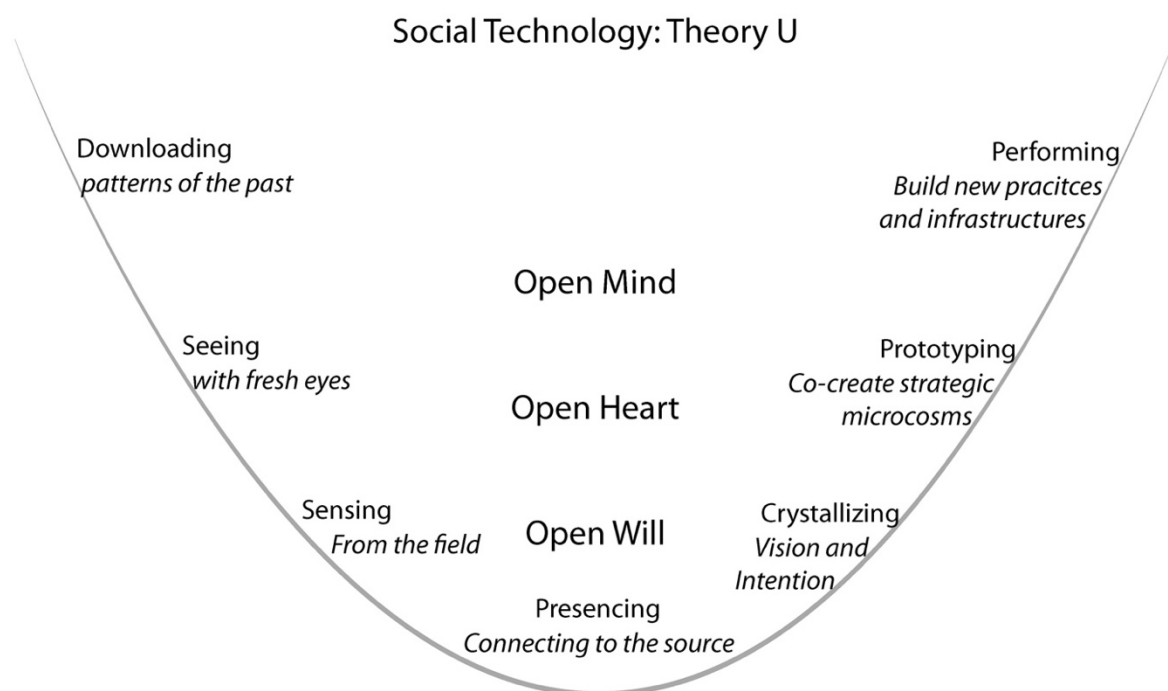 Social Technology: Theory U
Downloading
patterns of the past
Performing
Build new pracitces
and infrastructures
Open Mind
Seeing
with fresh eyes
Prototyping
Co-create strategic
microcosms
Open Heart
Sensing
From the field
Open Will
Crystallizing
Vision and
Intention
Presencing
Connecting to the source